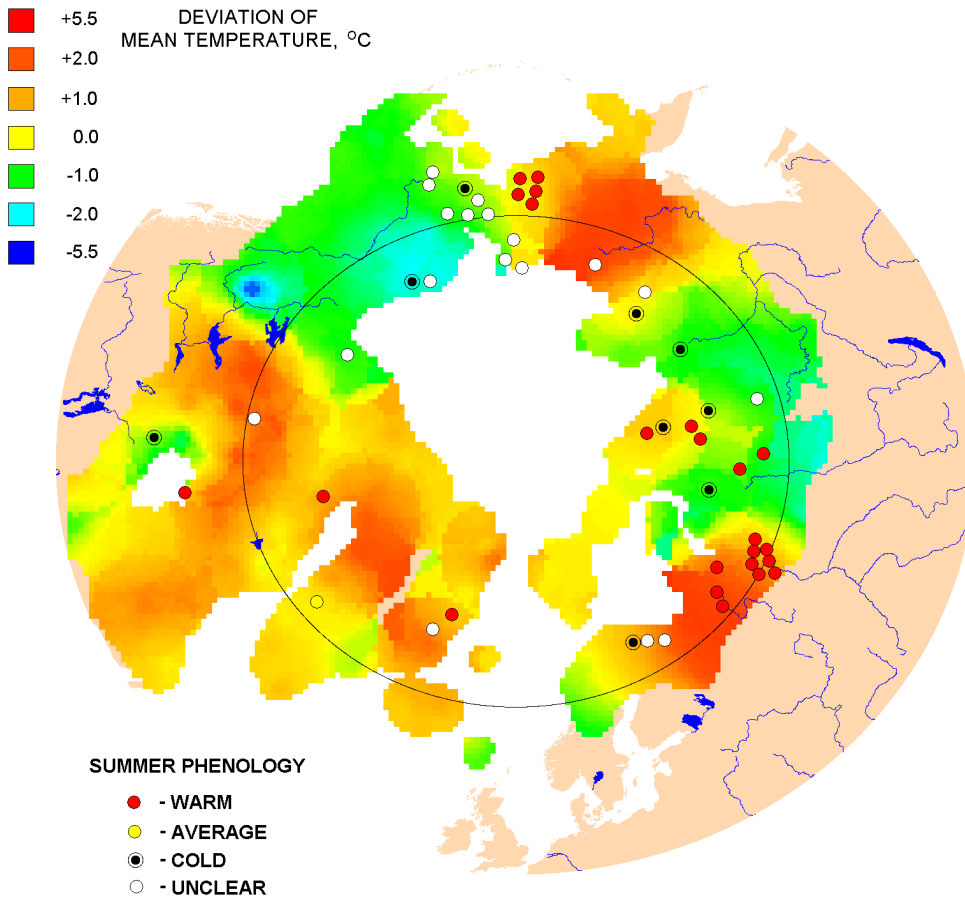 DEVIATION OF
MEAN TEMPERATURE, °C
+5.5
+2.0
+1.0
0.0
-1.0
-2.0
-5.5
SUMMER PHENOLOGY
- WARM
- AVERAGE
- COLD
- UNCLEAR